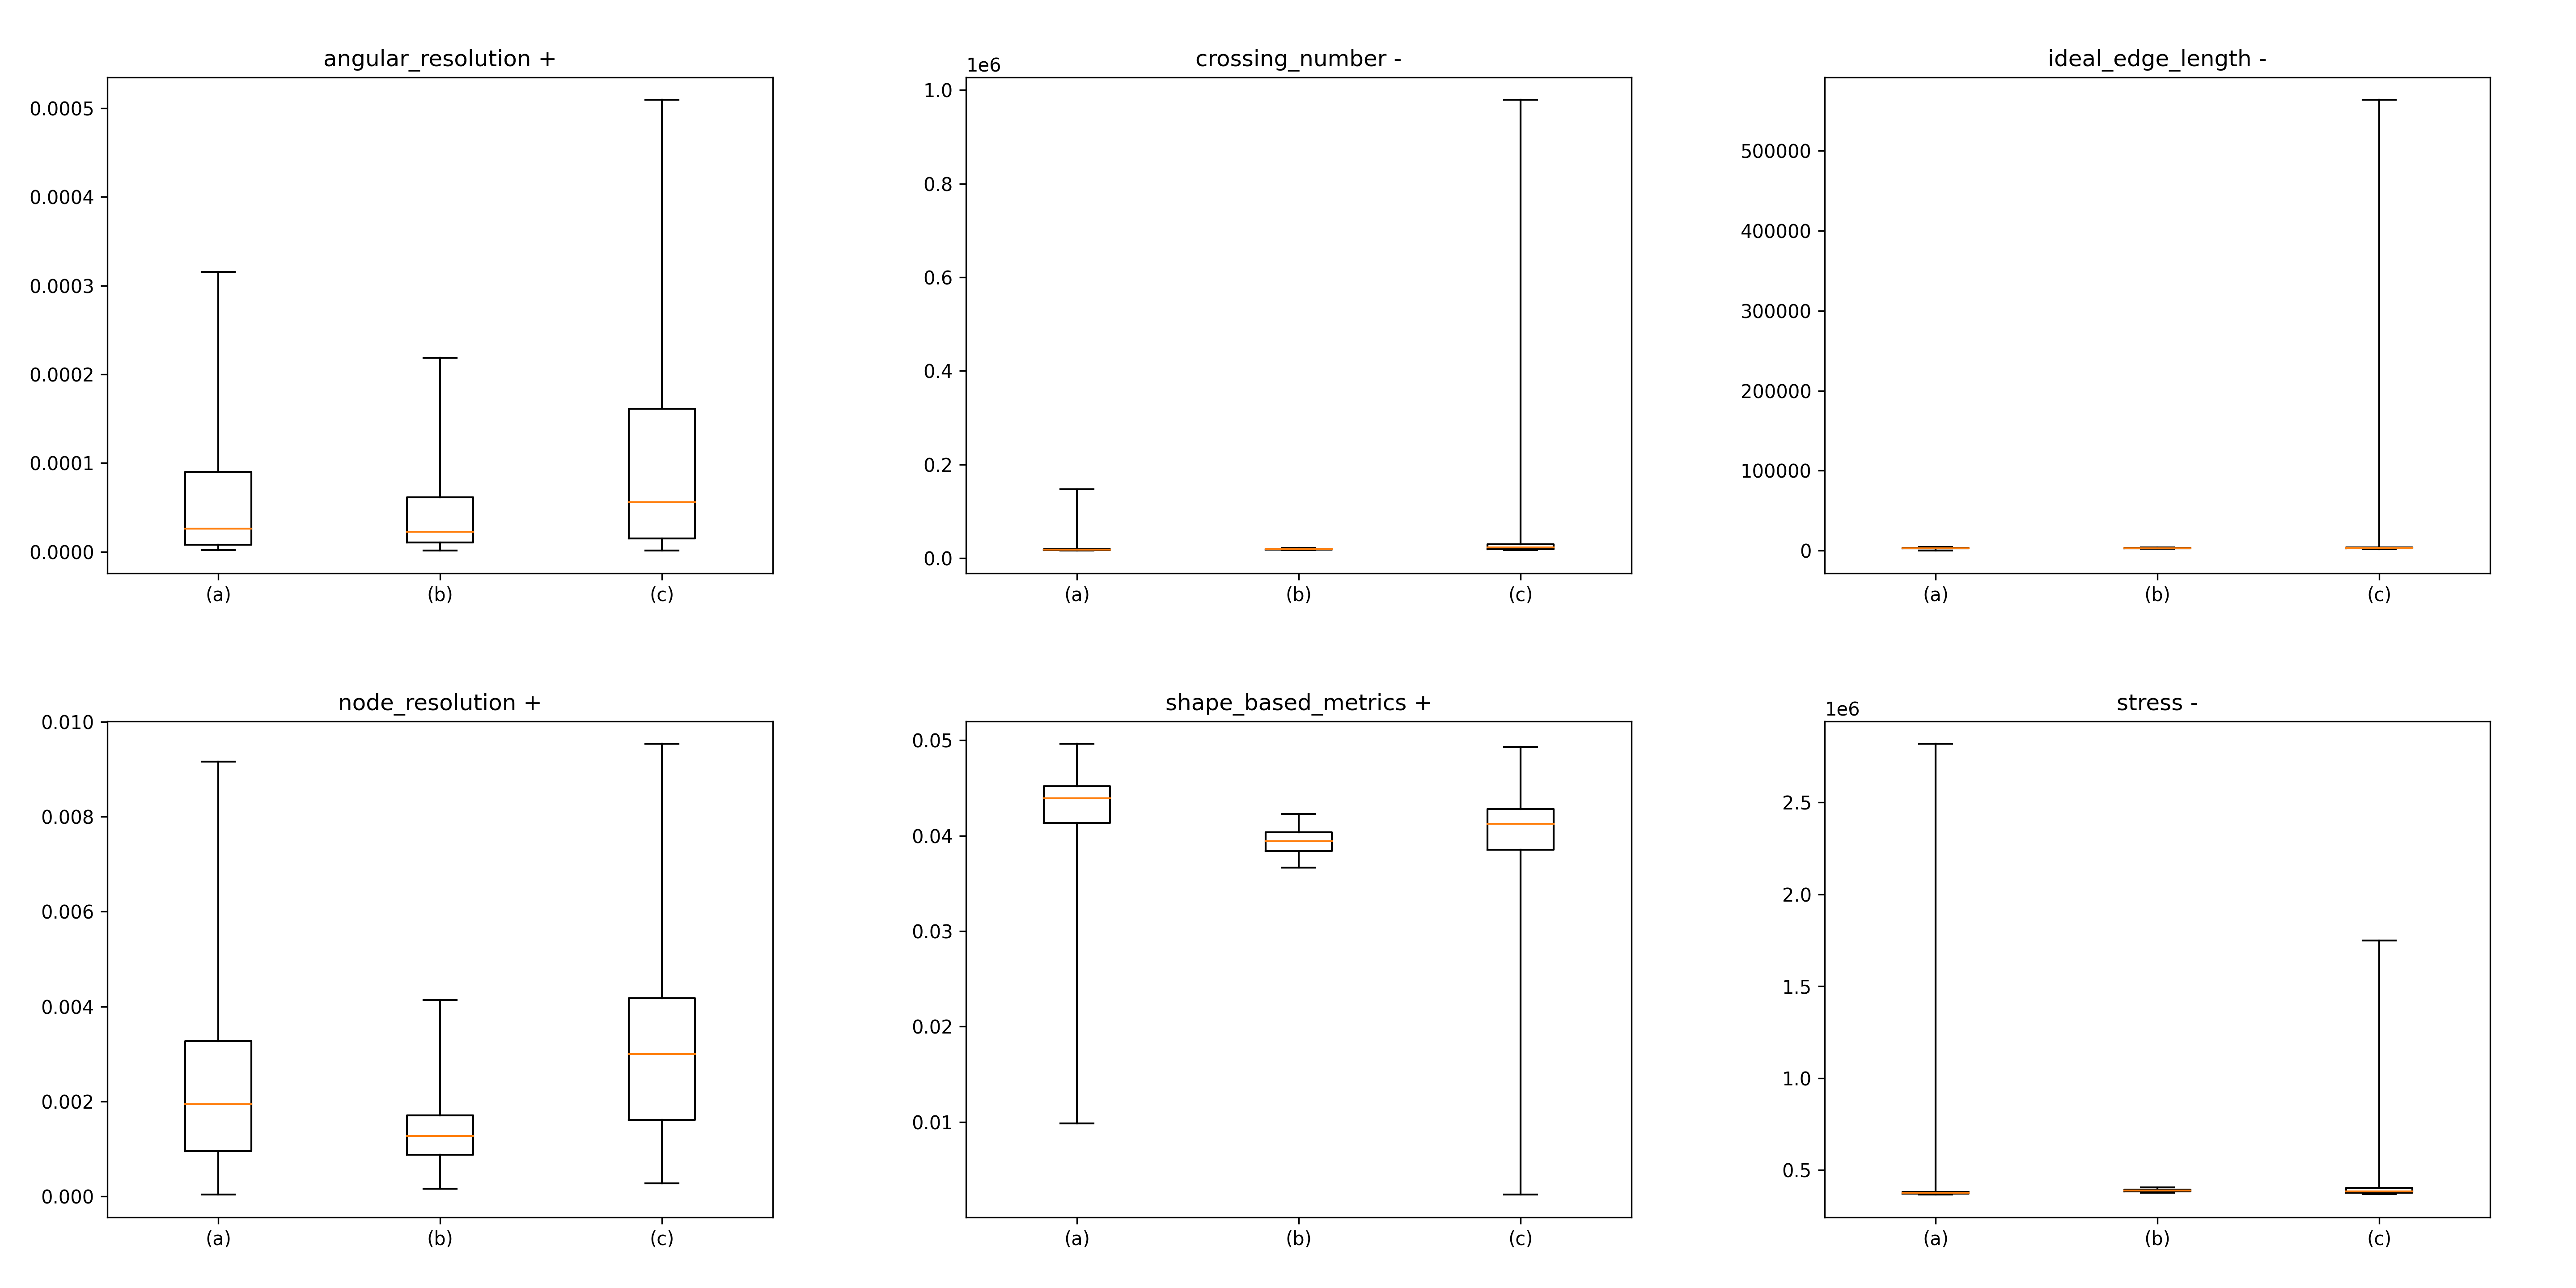 angular_resolution +
0.0005
0.0004
0.0003
0.0002
0.0001
0.0000
(a) (b) (c)
crossing_number -
1e6
1.0
0.8
0.6
0.4
0.2
0.0
(a) (b) (c)
ideal_edge_length -
500000
400000
300000
200000
100000
0
(a) (b) (c)
node_resolution +
0.010
0.008
0.006
0.004
0.002
0.000
(a) (b) (c)
shape_based_metrics +
0.05
0.04
0.03
0.02
0.01
(a) (b) (c)
stress -
1e6
2.5
2.0
1.5
1.0
0.5
(a) (b) (c)